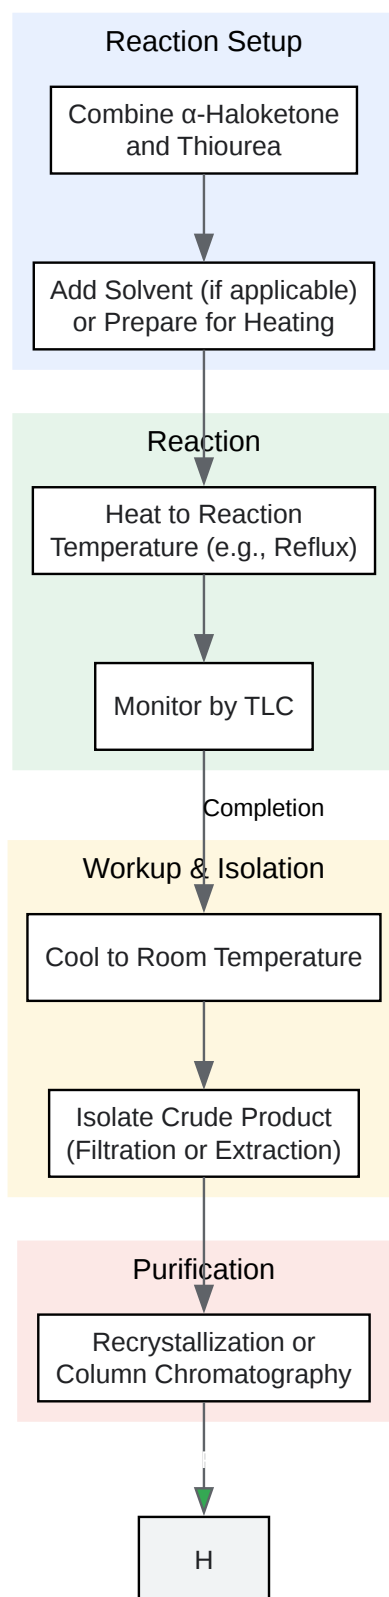 Reaction Setup
Combine α-Haloketone
and Thiourea
Add Solvent (if applicable)
or Prepare for Heating
Reaction
Heat to Reaction
Temperature (e.g., Reflux)
Monitor by TLC
Completion
Workup & Isolation
Cool to Room Temperature
Isolate Crude Product
(Filtration or Extraction)
Purification
Recrystallization or
Column Chromatography
H